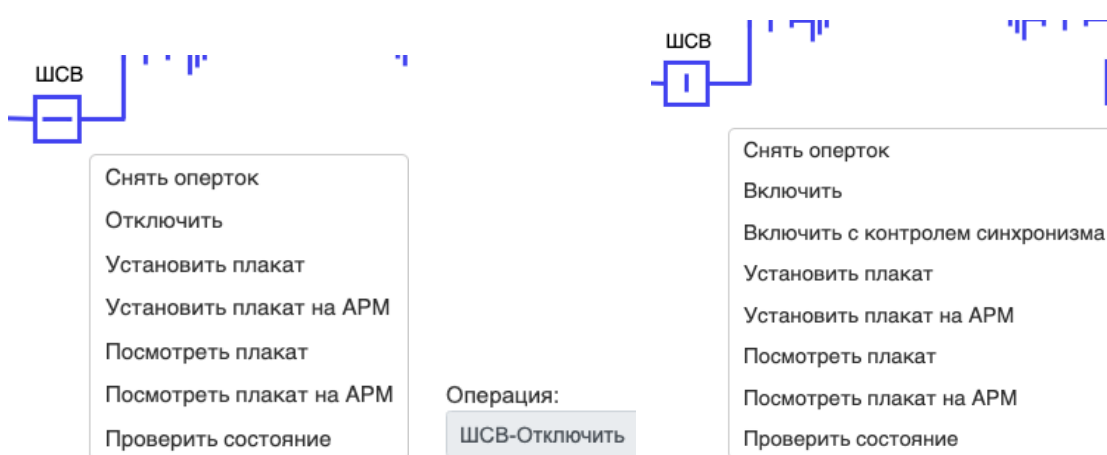 ШСВ
Снять оперток
Отключить
Установить плакат
Установить плакат на АРМ
Посмотреть плакат
Посмотреть плакат на АРМ
Проверить состояние
Операция:
ШСВ-Отключить
ШСВ
Снять оперток
Включить
Включить с контролем синхронизма
Установить плакат
Установить плакат на АРМ
Посмотреть плакат
Посмотреть плакат на АРМ
Проверить состояние